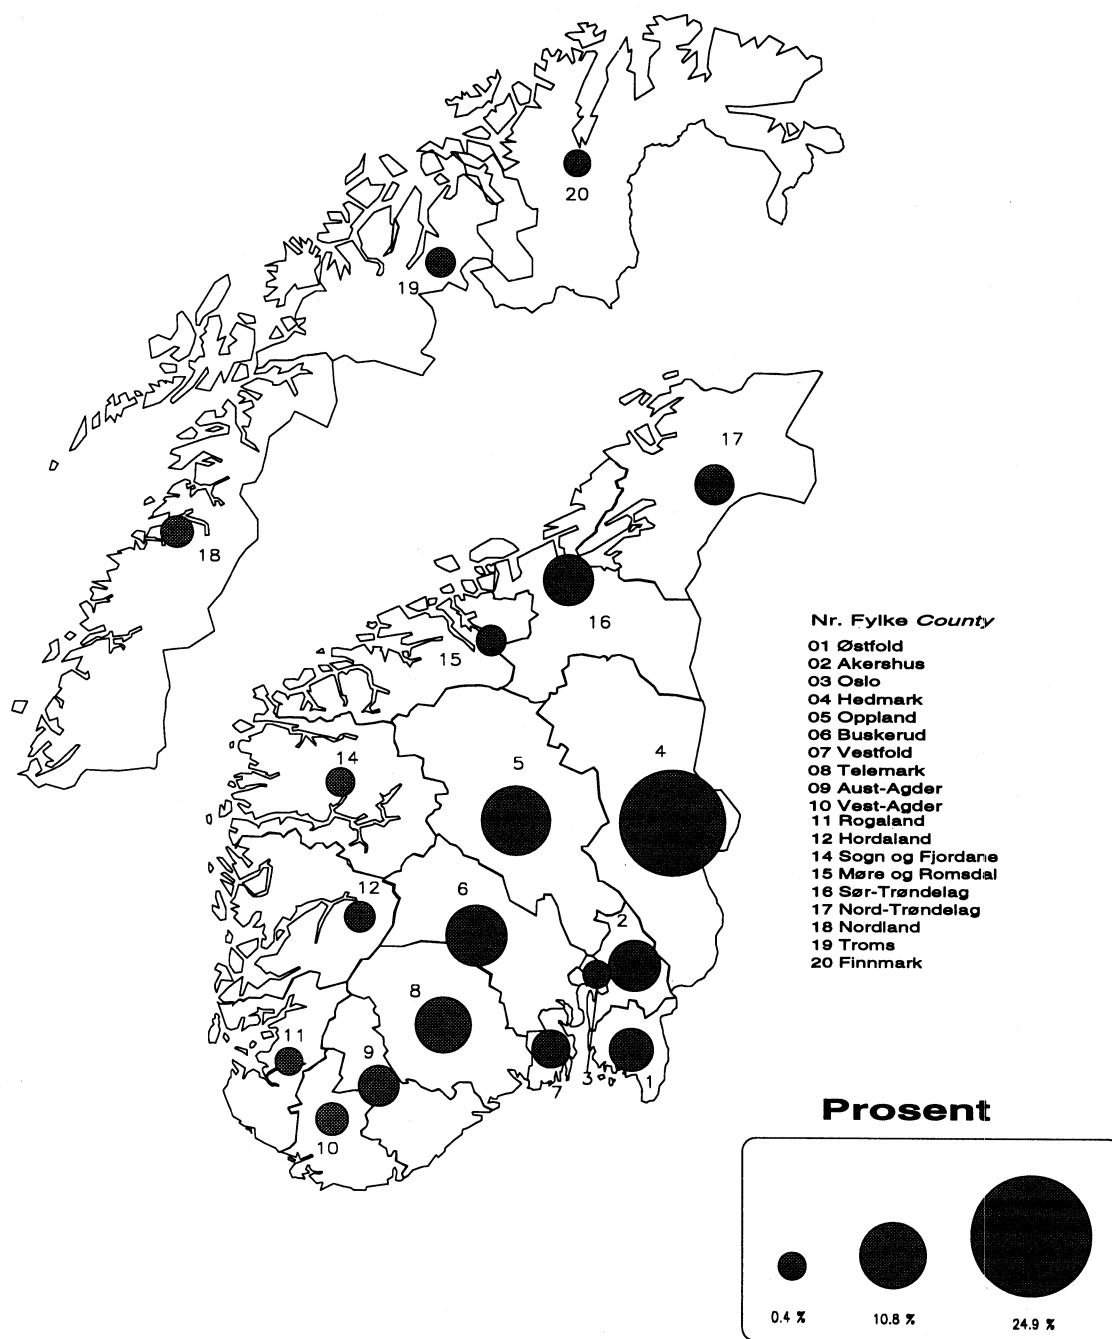 20
19
17
18
16
15
4
14
5
6
12
2
8
11
9
7
3
1
10
Nr. Fylke County
01 Østfold
02 Akershus
03 Oslo
04 Hedmark
05 Oppland
06 Buskerud
07 Vestfold
08 Telemark
09 Aust-Agder
10 Vest-Agder
11 Rogaland
12 Hordaland
14 Sogn og Fjordane
15 Møre og Romsdal
16 Sør-Trøndelag
17 Nord-Trøndelag
18 Nordland
19 Troms
20 Finnmark
Prosent
0.4 % 10.8 % 24.9 %